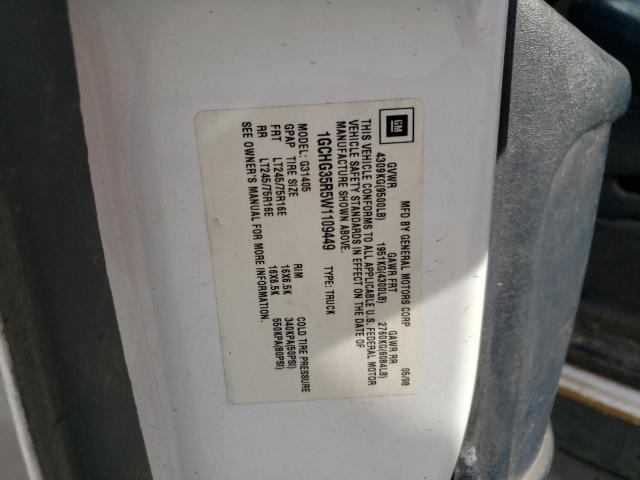 GM
MFD BY GENERAL MOTORS CORP 05/98
GVWR GAWR FRT GAWR RR
4309KG(9500LB) 1951KG(4300LB) 2760KG(6084LB)
THIS VEHICLE CONFORMS TO ALL APPLICABLE U.S. FEDERAL MOTOR
VEHICLE SAFETY STANDARDS IN EFFECT ON THE DATE OF
MANUFACTURE SHOWN ABOVE.
1GCHG35R5W1109449 TYPE: TRUCK
MODEL: G31405
GPAP TIRE SIZE RIM COLD TIRE PRESSURE
FRT LT245/75R16E 16X6.5K 340KPA(50PSI)
RR LT245/75R16E 16X6.5K 550KPA(80PSI)
SEE OWNER'S MANUAL FOR MORE INFORMATION.